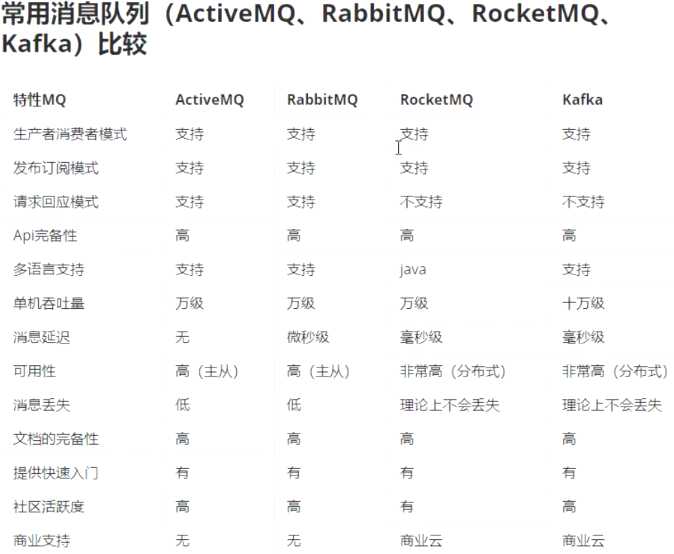 常用消息队列（ActiveMQ、RabbitMQ、RocketMQ、
Kafka）比较
特性MQ ActiveMQ RabbitMQ RocketMQ Kafka
生产者消费者模式 支持 支持 支持 支持
发布订阅模式 支持 支持 支持 支持
请求回应模式 支持 支持 不支持 不支持
Api完备性 高 高 高 高
多语言支持 支持 支持 java 支持
单机吞吐量 万级 万级 万级 十万级
消息延迟 无 微秒级 毫秒级 毫秒级
可用性 高（主从） 高（主从） 非常高（分布式） 非常高（分布式）
消息丢失 低 低 理论上不会丢失 理论上不会丢失
文档的完备性 高 高 高 高
提供快速入门 有 有 有 有
社区活跃度 高 高 有 高
商业支持 无 无 商业云 商业云